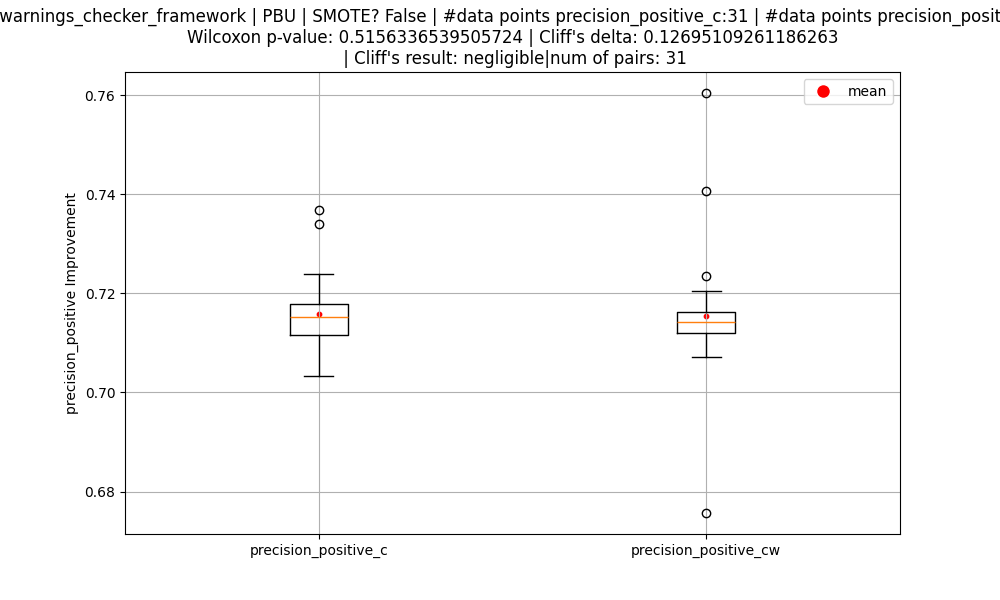 warnings_checker_framework | PBU | SMOTE? False | #data points precision_positive_c:31 | #data points precision_posit
Wilcoxon p-value: 0.5156336539505724 | Cliff's delta: 0.12695109261186263
| Cliff's result: negligible|num of pairs: 31
mean
0.76
0.74
0.72
0.70
0.68
precision_positive Improvement
precision_positive_c
precision_positive_cw